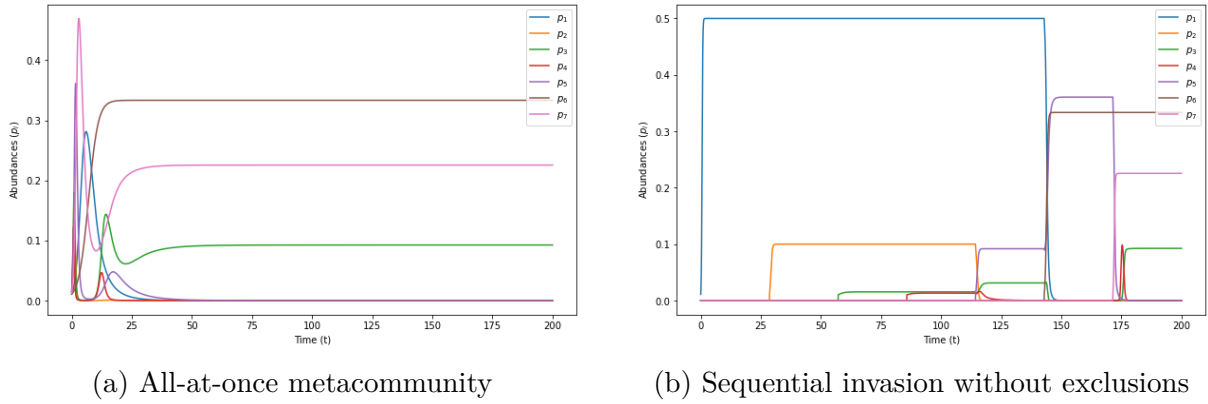 Abundances (pᵢ)
0.4
0.3
0.2
0.1
0.0
0
25
50
75
100
125
150
175
200
Time (t)
p₁
p₂
p₃
p₄
p₅
p₆
p₇
(a) All-at-once metacommunity
Abundances (pᵢ)
0.5
0.4
0.3
0.2
0.1
0.0
0
25
50
75
100
125
150
175
200
Time (t)
p₁
p₂
p₃
p₄
p₅
p₆
p₇
(b) Sequential invasion without exclusions